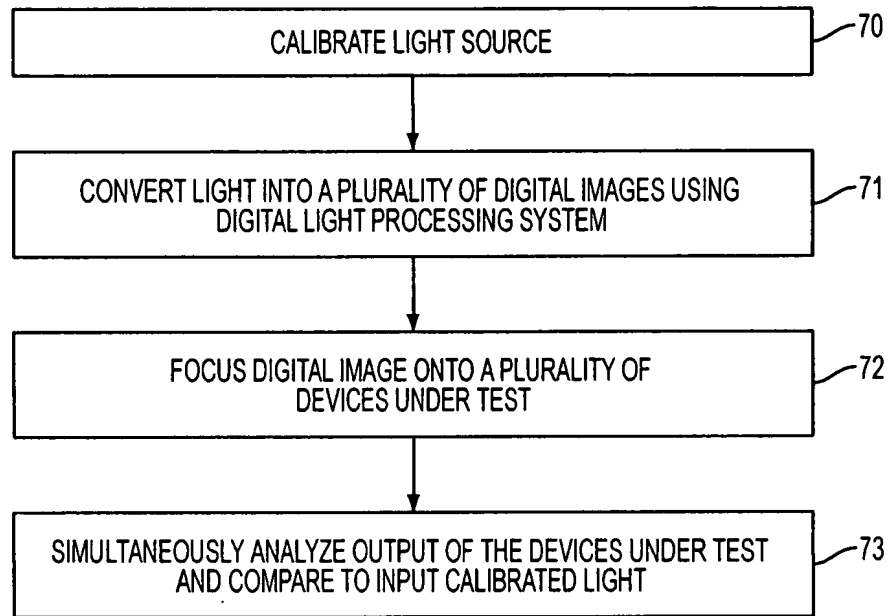 CALIBRATE LIGHT SOURCE
70
CONVERT LIGHT INTO A PLURALITY OF DIGITAL IMAGES USING
DIGITAL LIGHT PROCESSING SYSTEM
71
FOCUS DIGITAL IMAGE ONTO A PLURALITY OF
DEVICES UNDER TEST
72
SIMULTANEOUSLY ANALYZE OUTPUT OF THE DEVICES UNDER TEST
AND COMPARE TO INPUT CALIBRATED LIGHT
73